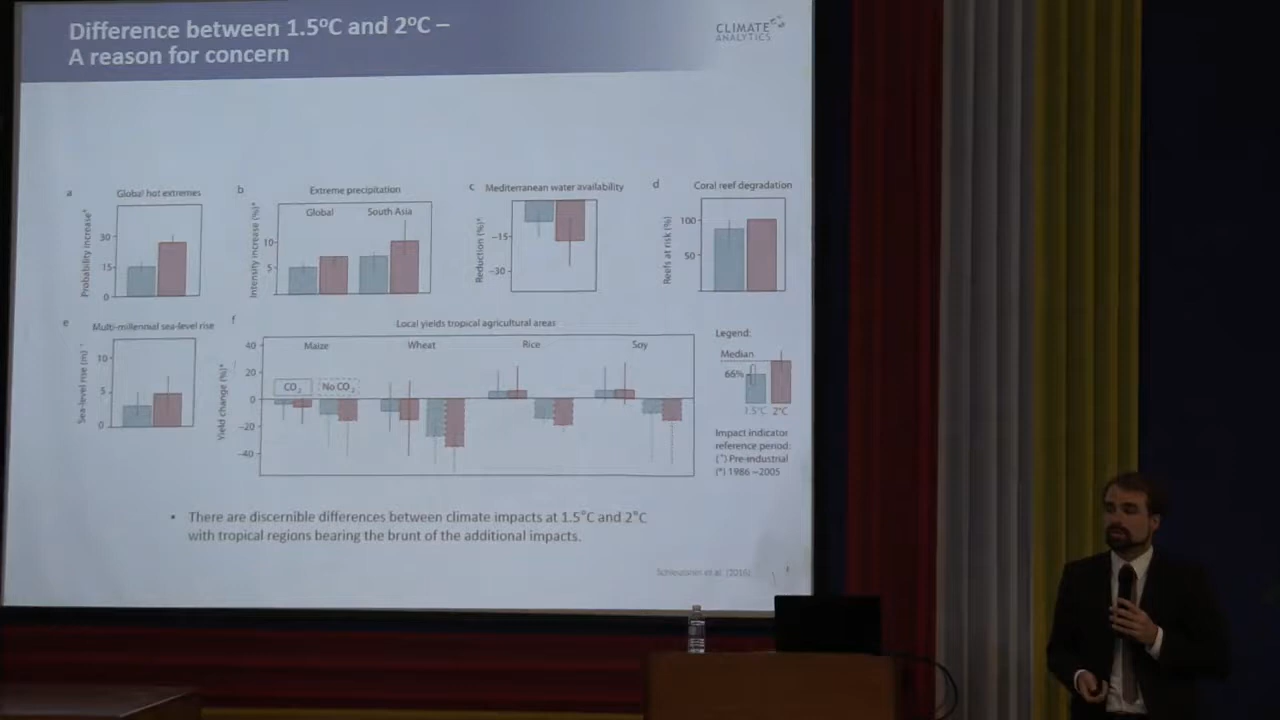 Difference between 1.5°C and 2°C –
A reason for concern
CLIMATE
ANALYTICS
a
Global hot extremes
Probability increase*
30
15
0
b
Extreme precipitation
Global
South Asia
Intensity increase (%)*
10
5
c
Mediterranean water availability
Reduction (%)*
−15
−30
d
Coral reef degradation
Reefs at risk (%)
100
50
e
Multi-millennial sea-level rise
Sea-level rise (m)
10
5
0
f
Local yields tropical agricultural areas
Maize
Wheat
Rice
Soy
Yield change (%)*
40
20
0
−20
−40
CO₂
No CO₂
Legend:
Median
66%
1.5°C
2°C
Impact indicator
reference period:
(°) Pre-industrial
(*) 1986–2005
• There are discernible differences between climate impacts at 1.5°C and 2°C
with tropical regions bearing the brunt of the additional impacts.
Schleussner et al. (2016)